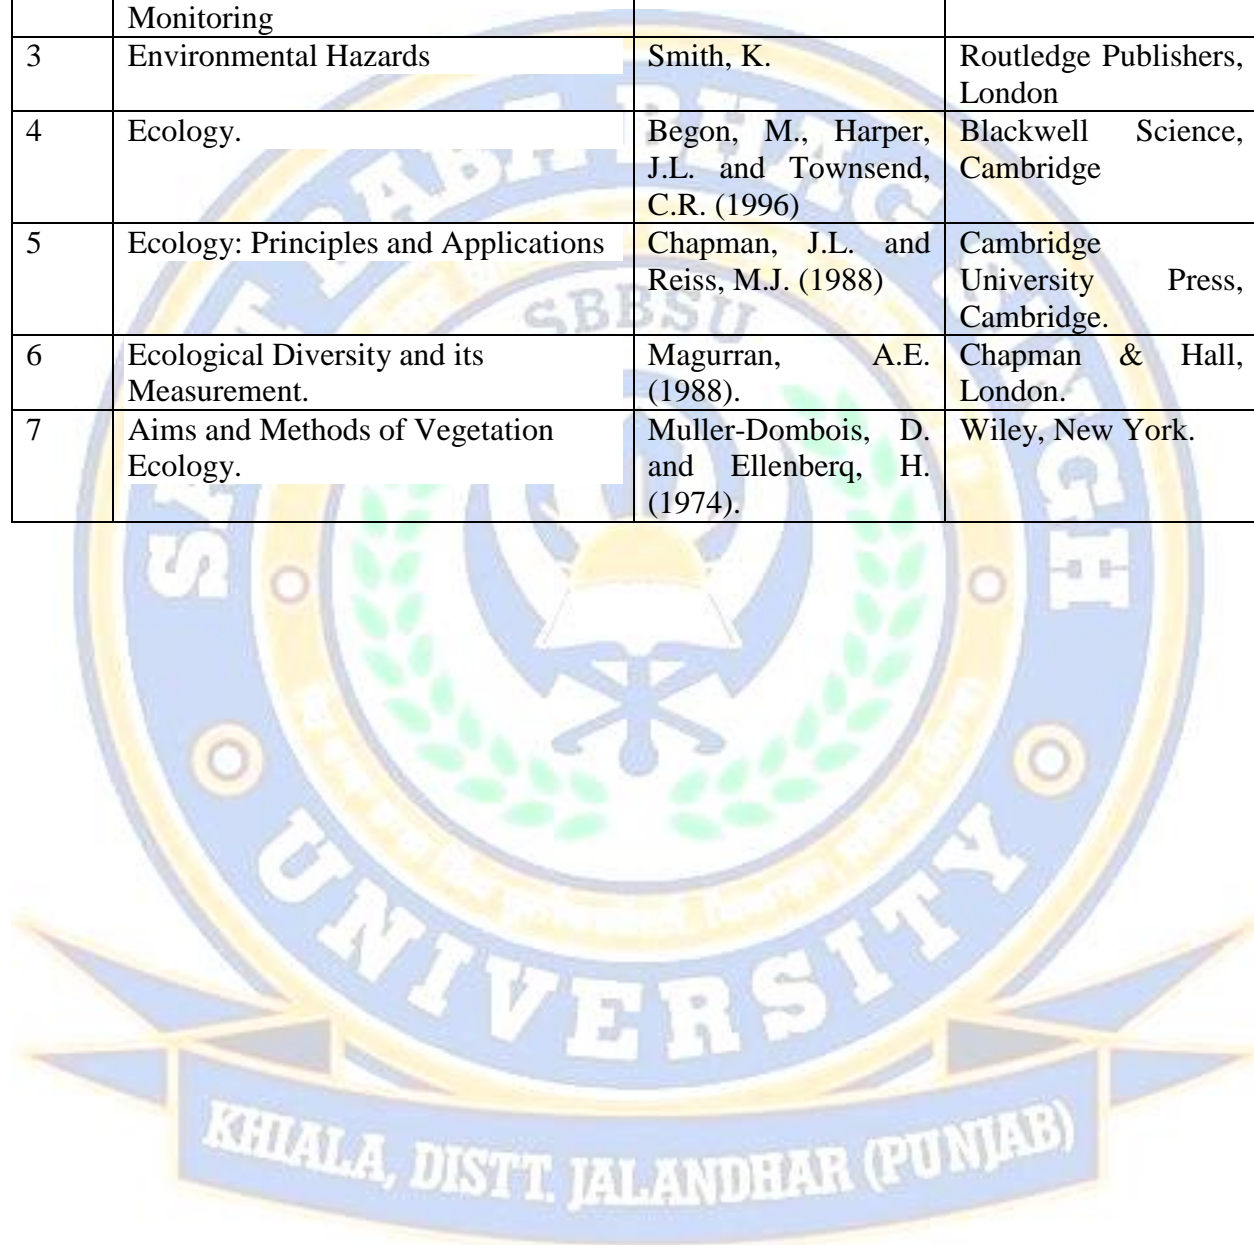 Monitoring
3 Environmental Hazards Smith, K. Routledge Publishers,
London
4 Ecology. Begon, M., Harper, Blackwell Science,
J.L. and Townsend, Cambridge
C.R. (1996)
5 Ecology: Principles and Applications Chapman, J.L. and Cambridge
Reiss, M.J. (1988) University Press,
Cambridge.
6 Ecological Diversity and its Magurran, A.E. Chapman & Hall,
Measurement. (1988). London.
7 Aims and Methods of Vegetation Muller-Dombois, D. Wiley, New York.
Ecology. and Ellenberq, H.
(1974).
SBBSU
UNIVERSITY
KHIALA, DISTT. JALANDHAR (PUNJAB)